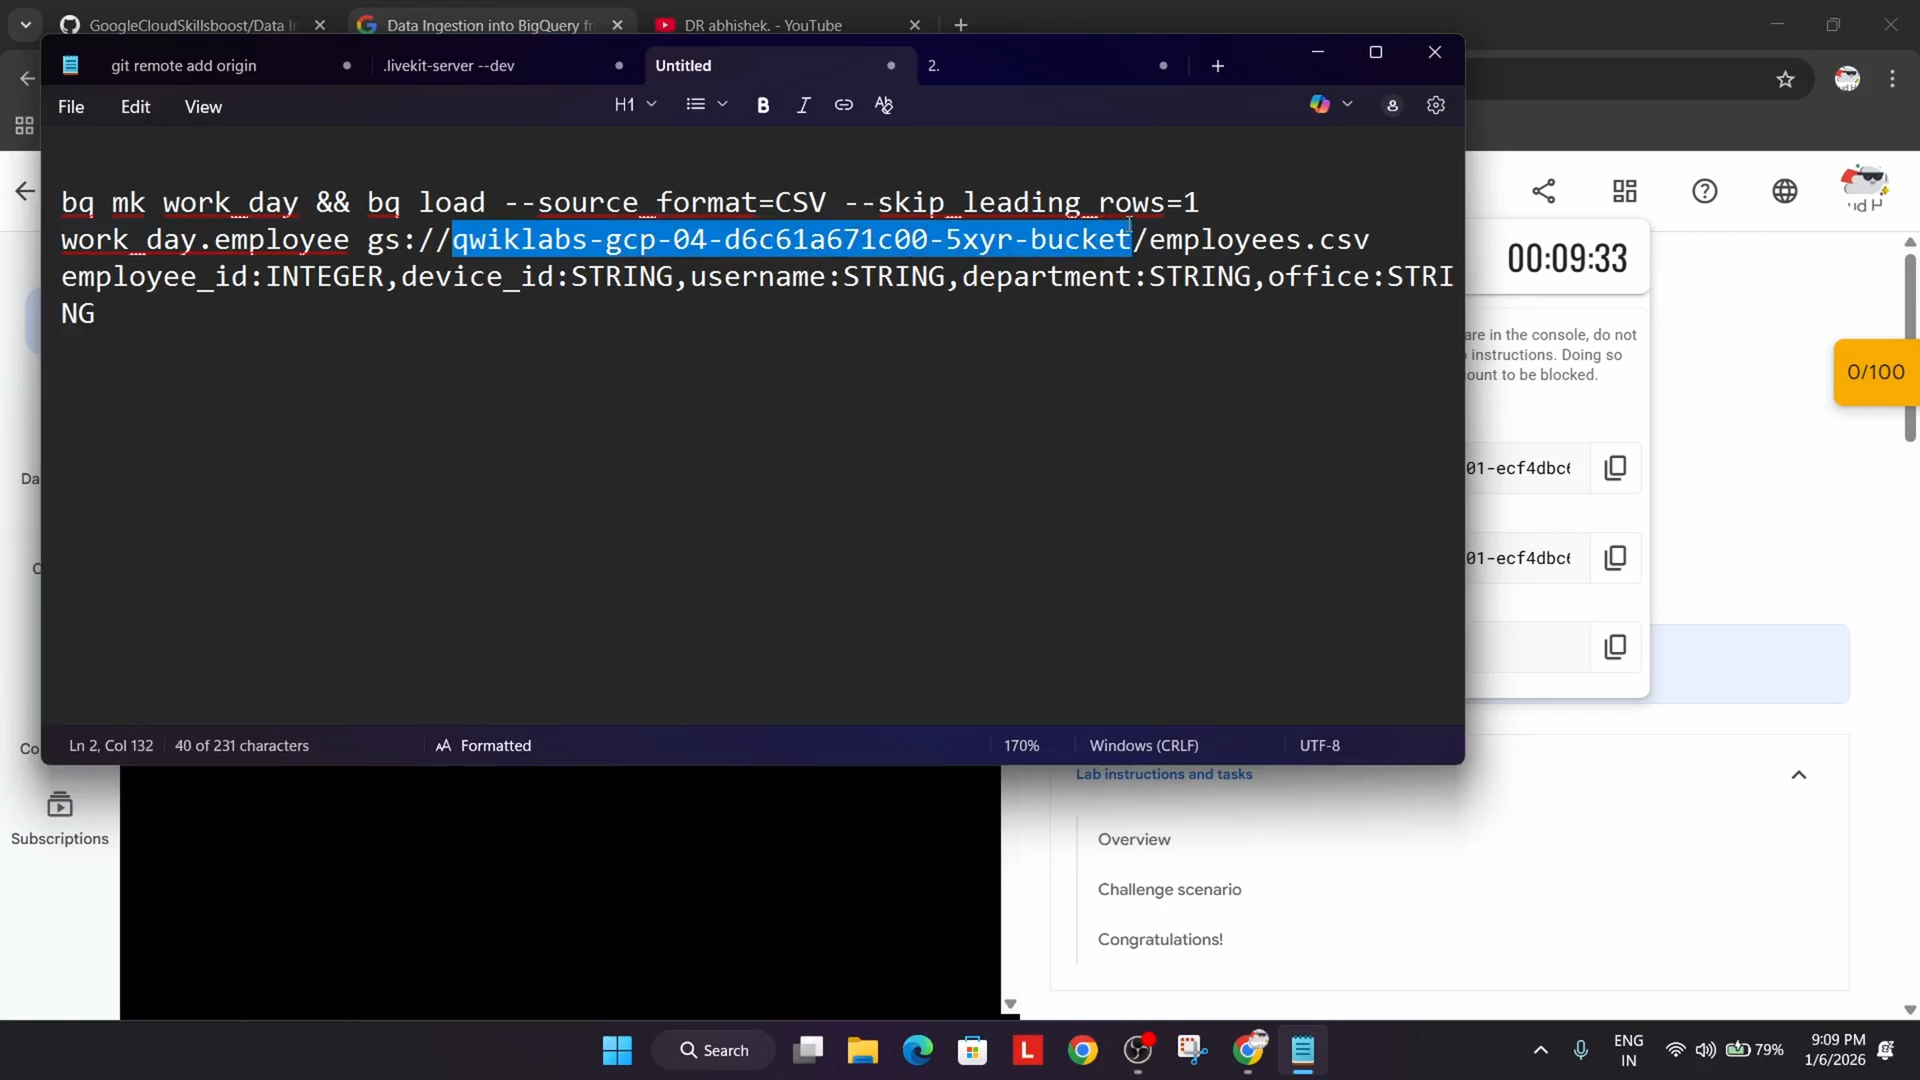 GoogleCloudSkillsboost/Data I
Data Ingestion into BigQuery fr
DR abhishek. - YouTube
git remote add origin
.livekit-server --dev
Untitled
2.
File
Edit
View
H1
bq mk work_day && bq load --source_format=CSV --skip_leading_rows=1
work_day.employee gs://qwiklabs-gcp-04-d6c61a671c00-5xyr-bucket/employees.csv
employee_id:INTEGER,device_id:STRING,username:STRING,department:STRING,office:STRI
NG
Ln 2, Col 132
40 of 231 characters
Formatted
170%
Windows (CRLF)
UTF-8
00:09:33
are in the console, do not
instructions. Doing so
count to be blocked.
0/100
01-ecf4dbc6
01-ecf4dbc6
Da
Co
Subscriptions
Lab instructions and tasks
Overview
Challenge scenario
Congratulations!
Search
L
ENG
IN
79%
9:09 PM
1/6/2026